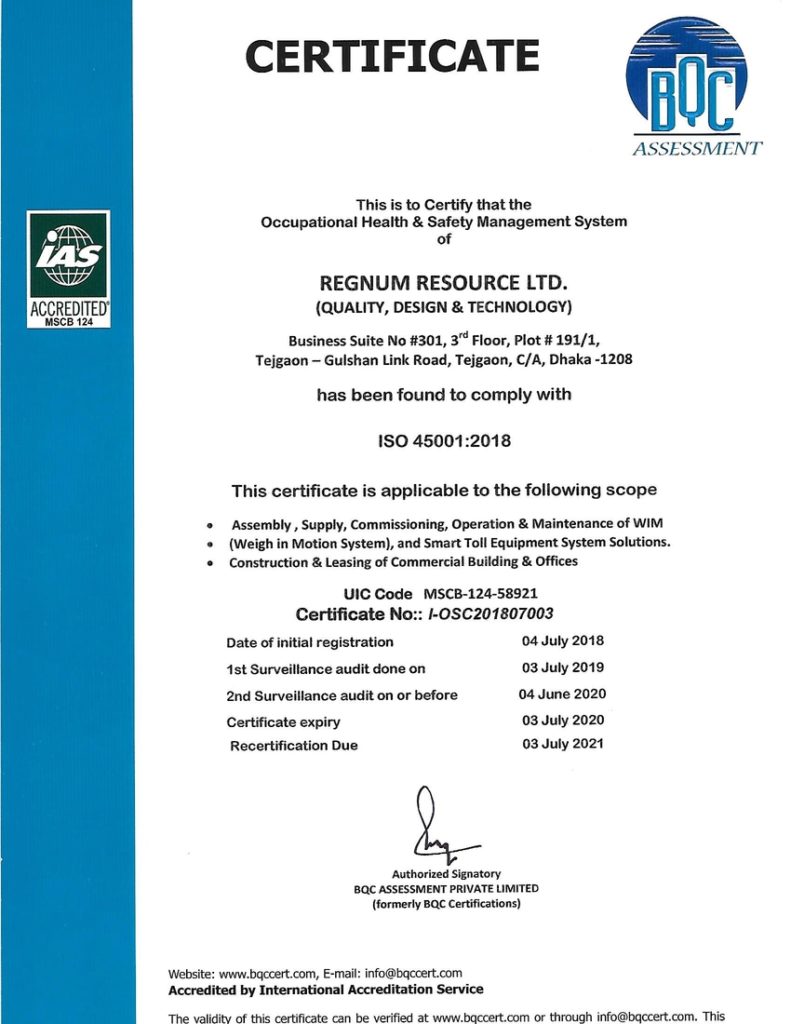 CERTIFICATE
BQC
ASSESSMENT
This is to Certify that the
Occupational Health & Safety Management System
of
IAS
ACCREDITED®
MSCB 124
REGNUM RESOURCE LTD.
(QUALITY, DESIGN & TECHNOLOGY)
Business Suite No #301, 3rd Floor, Plot # 191/1,
Tejgaon – Gulshan Link Road, Tejgaon, C/A, Dhaka -1208
has been found to comply with
ISO 45001:2018
This certificate is applicable to the following scope
• Assembly , Supply, Commissioning, Operation & Maintenance of WIM
• (Weigh in Motion System), and Smart Toll Equipment System Solutions.
• Construction & Leasing of Commercial Building & Offices
UIC Code MSCB-124-58921
Certificate No:: I-OSC201807003
Date of initial registration 04 July 2018
1st Surveillance audit done on 03 July 2019
2nd Surveillance audit on or before 04 June 2020
Certificate expiry 03 July 2020
Recertification Due 03 July 2021
Authorized Signatory
BQC ASSESSMENT PRIVATE LIMITED
(formerly BQC Certifications)
Website: www.bqccert.com, E-mail: info@bqccert.com
Accredited by International Accreditation Service
The validity of this certificate can be verified at www.bqccert.com or through info@bqccert.com. This